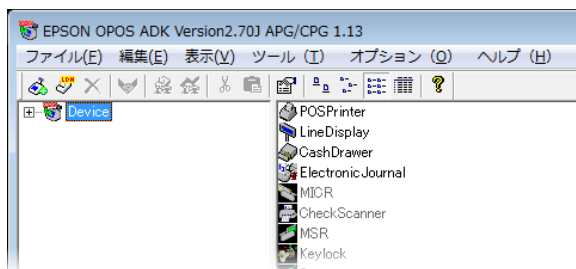 EPSON OPOS ADK Version2.70J APG/CPG 1.13
ファイル(F) 編集(E) 表示(V) ツール (T) オプション (O) ヘルプ (H)
Device
POSPrinter
LineDisplay
CashDrawer
ElectronicJournal
MICR
CheckScanner
MSR
Keylock